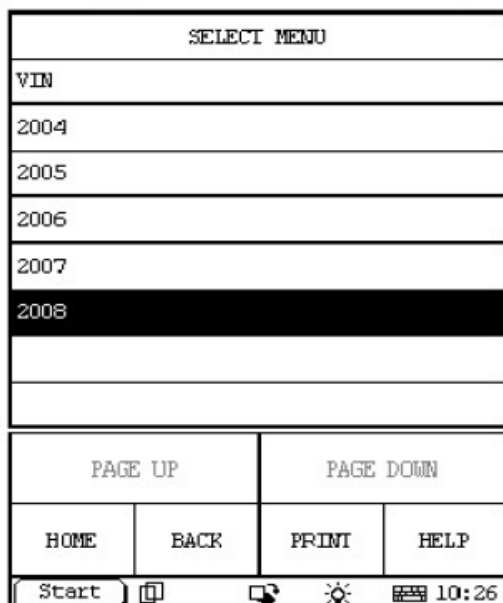 SELECT MENU
VIN
2004
2005
2006
2007
2008
PAGE UP
PAGE DOWN
HOME
BACK
PRINT
HELP
Start
10:26